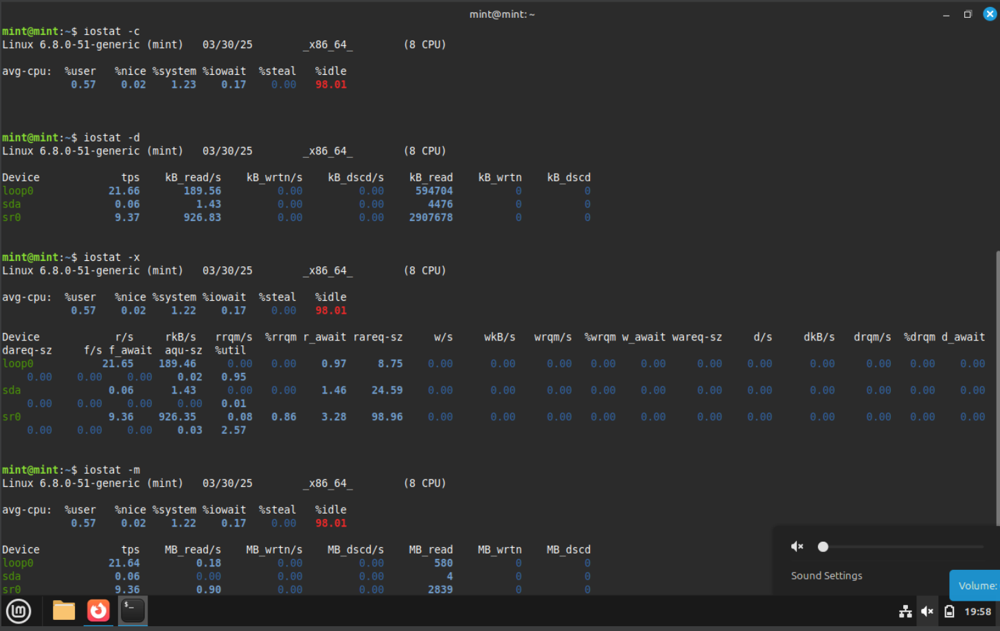 mint@mint: ~
mint@mint:~$ iostat -c
Linux 6.8.0-51-generic (mint) 03/30/25 _x86_64_ (8 CPU)
avg-cpu: %user %nice %system %iowait %steal %idle
0.57 0.02 1.23 0.17 0.00 98.01
mint@mint:~$ iostat -d
Linux 6.8.0-51-generic (mint) 03/30/25 _x86_64_ (8 CPU)
Device tps kB_read/s kB_wrtn/s kB_dscd/s kB_read kB_wrtn kB_dscd
loop0 21.66 189.56 0.00 0.00 594704 0 0
sda 0.06 1.43 0.00 0.00 4476 0 0
sr0 9.37 926.83 0.00 0.00 2907678 0 0
mint@mint:~$ iostat -x
Linux 6.8.0-51-generic (mint) 03/30/25 _x86_64_ (8 CPU)
avg-cpu: %user %nice %system %iowait %steal %idle
0.57 0.02 1.22 0.17 0.00 98.01
Device r/s rkB/s rrqm/s %rrqm r_await rareq-sz w/s wkB/s wrqm/s %wrqm w_await wareq-sz d/s dkB/s drqm/s %drqm d_await
dareq-sz f/s f_await aqu-sz %util
loop0 21.65 189.46 0.00 0.00 0.97 8.75 0.00 0.00 0.00 0.00 0.00 0.00 0.00 0.00 0.00 0.00 0.00
0.00 0.00 0.00 0.02 0.95
sda 0.06 1.43 0.00 0.00 1.46 24.59 0.00 0.00 0.00 0.00 0.00 0.00 0.00 0.00 0.00 0.00 0.00
0.00 0.00 0.00 0.00 0.01
sr0 9.36 926.35 0.08 0.86 3.28 98.96 0.00 0.00 0.00 0.00 0.00 0.00 0.00 0.00 0.00 0.00 0.00
0.00 0.00 0.00 0.03 2.57
mint@mint:~$ iostat -m
Linux 6.8.0-51-generic (mint) 03/30/25 _x86_64_ (8 CPU)
avg-cpu: %user %nice %system %iowait %steal %idle
0.57 0.02 1.22 0.17 0.00 98.01
Device tps MB_read/s MB_wrtn/s MB_dscd/s MB_read MB_wrtn MB_dscd
loop0 21.64 0.18 0.00 0.00 580 0 0
sda 0.06 0.00 0.00 0.00 4 0 0
sr0 9.36 0.90 0.00 0.00 2839 0 0
Sound Settings
Volume:
$_
19:58